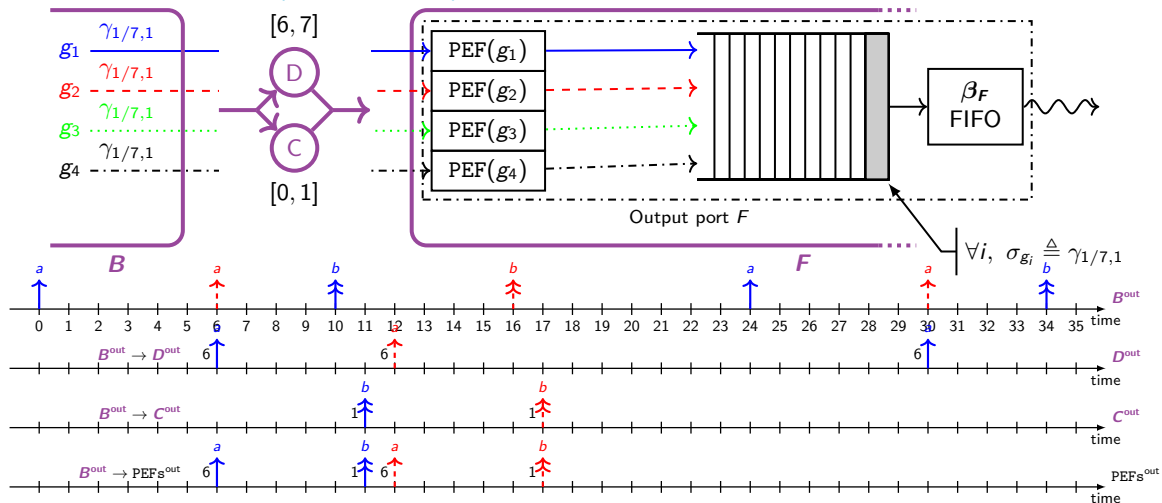 [6, 7]
g1 γ1/7,1
PEF(g1)
D
g2 γ1/7,1
PEF(g2)
βF
FIFO
g3 γ1/7,1
PEF(g3)
C
g4 γ1/7,1
PEF(g4)
[0, 1]
Output port F
B
F
∀i, σgi ≜ γ1/7,1
a a b b a a b
Bout
0 1 2 3 4 5 6 7 8 9 10 11 12 13 14 15 16 17 18 19 20 21 22 23 24 25 26 27 28 29 30 31 32 33 34 35 time
a a a
Bout → Dout 6 6 6 Dout
time
b b
Bout → Cout 1 1 Cout
time
a b a b
Bout → PEFsout 6 1 6 1 PEFsout
time